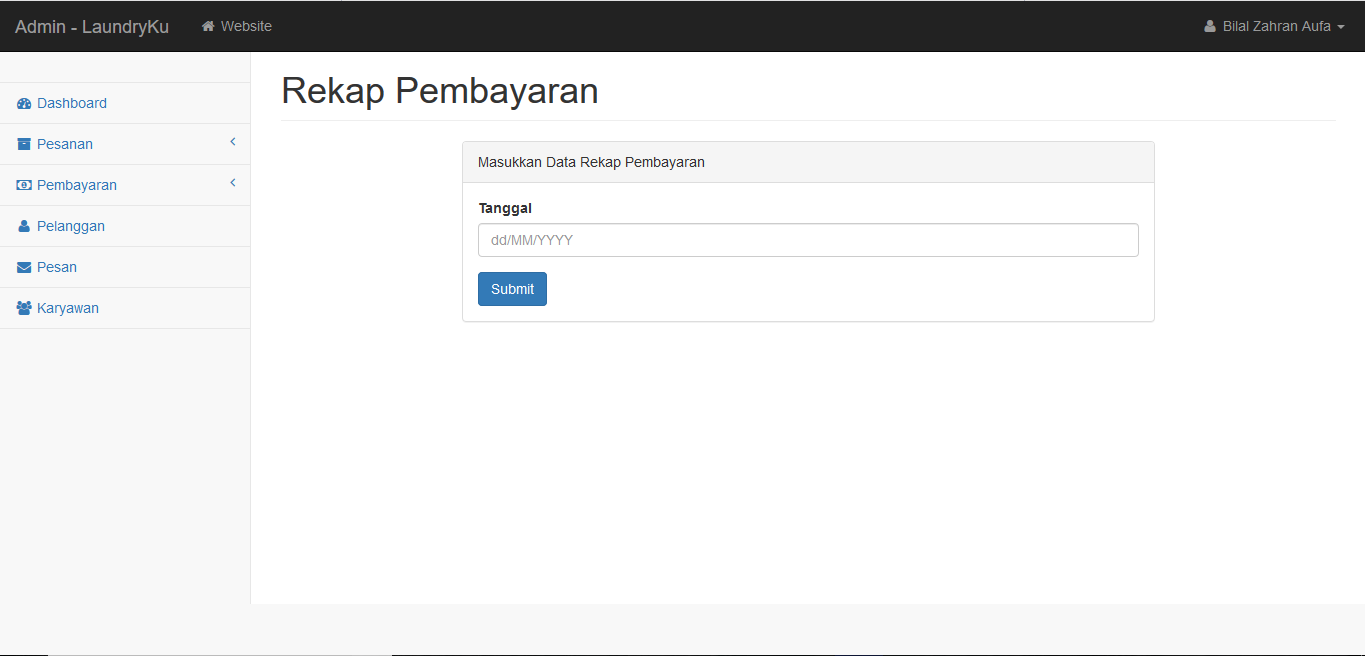 Admin - LaundryKu
Website
Bilal Zahran Aufa
Dashboard
Pesanan
Pembayaran
Pelanggan
Pesan
Karyawan
Rekap Pembayaran
Masukkan Data Rekap Pembayaran
Tanggal
dd/MM/YYYY
Submit